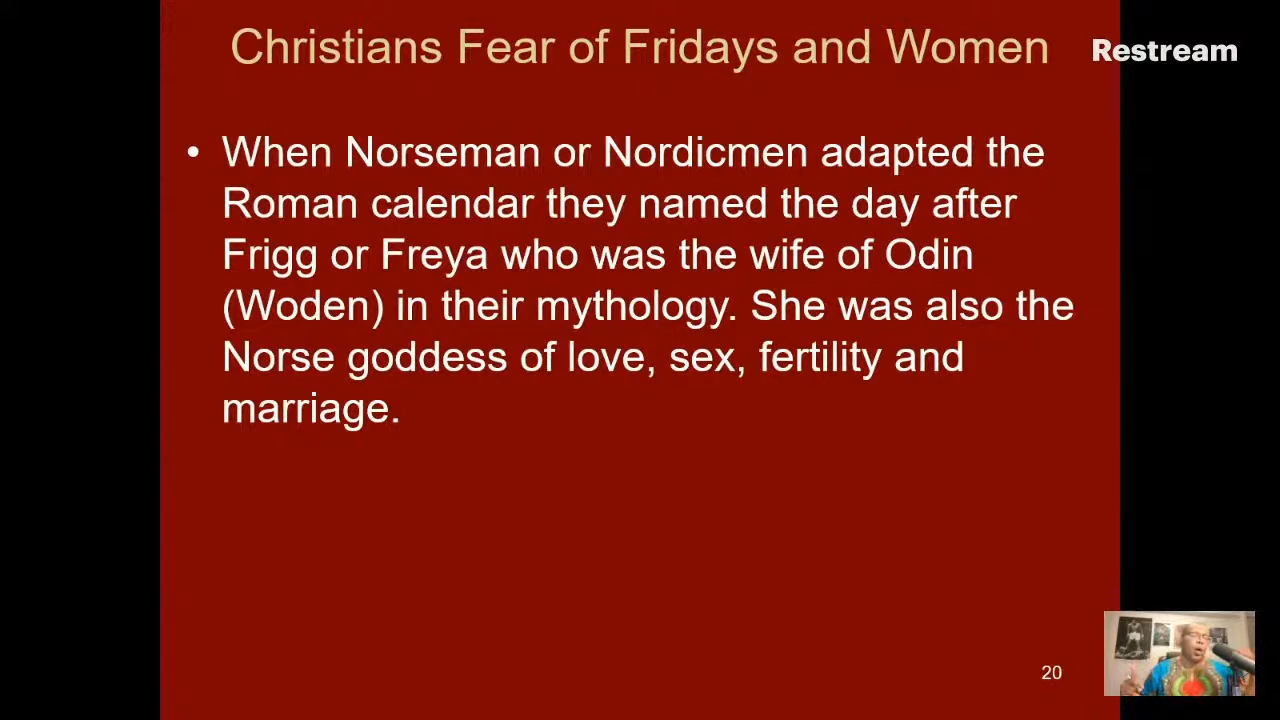 Christians Fear of Fridays and Women
Restream
• When Norseman or Nordicmen adapted the
Roman calendar they named the day after
Frigg or Freya who was the wife of Odin
(Woden) in their mythology. She was also the
Norse goddess of love, sex, fertility and
marriage.
20